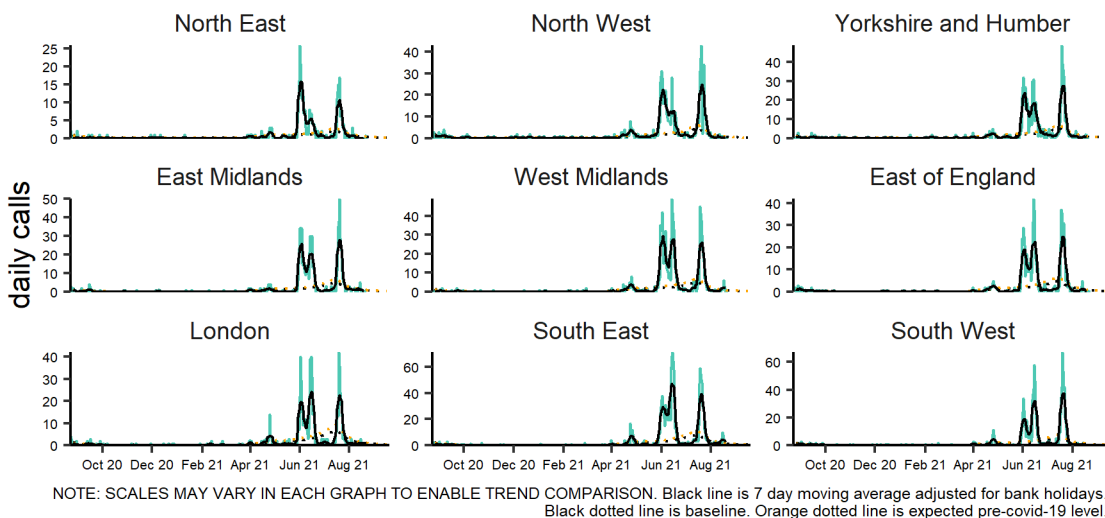 North East North West Yorkshire and Humber
25 20 15 10 5 0
40 30 20 10 0
40 30 20 10 0
East Midlands West Midlands East of England
daily calls
50 40 30 20 10 0
40 30 20 10 0
40 30 20 10 0
London South East South West
40 30 20 10 0
60 40 20 0
60 40 20 0
Oct 20 Dec 20 Feb 21 Apr 21 Jun 21 Aug 21 Oct 20 Dec 20 Feb 21 Apr 21 Jun 21 Aug 21 Oct 20 Dec 20 Feb 21 Apr 21 Jun 21 Aug 21
NOTE: SCALES MAY VARY IN EACH GRAPH TO ENABLE TREND COMPARISON. Black line is 7 day moving average adjusted for bank holidays
Black dotted line is baseline. Orange dotted line is expected pre-covid-19 level